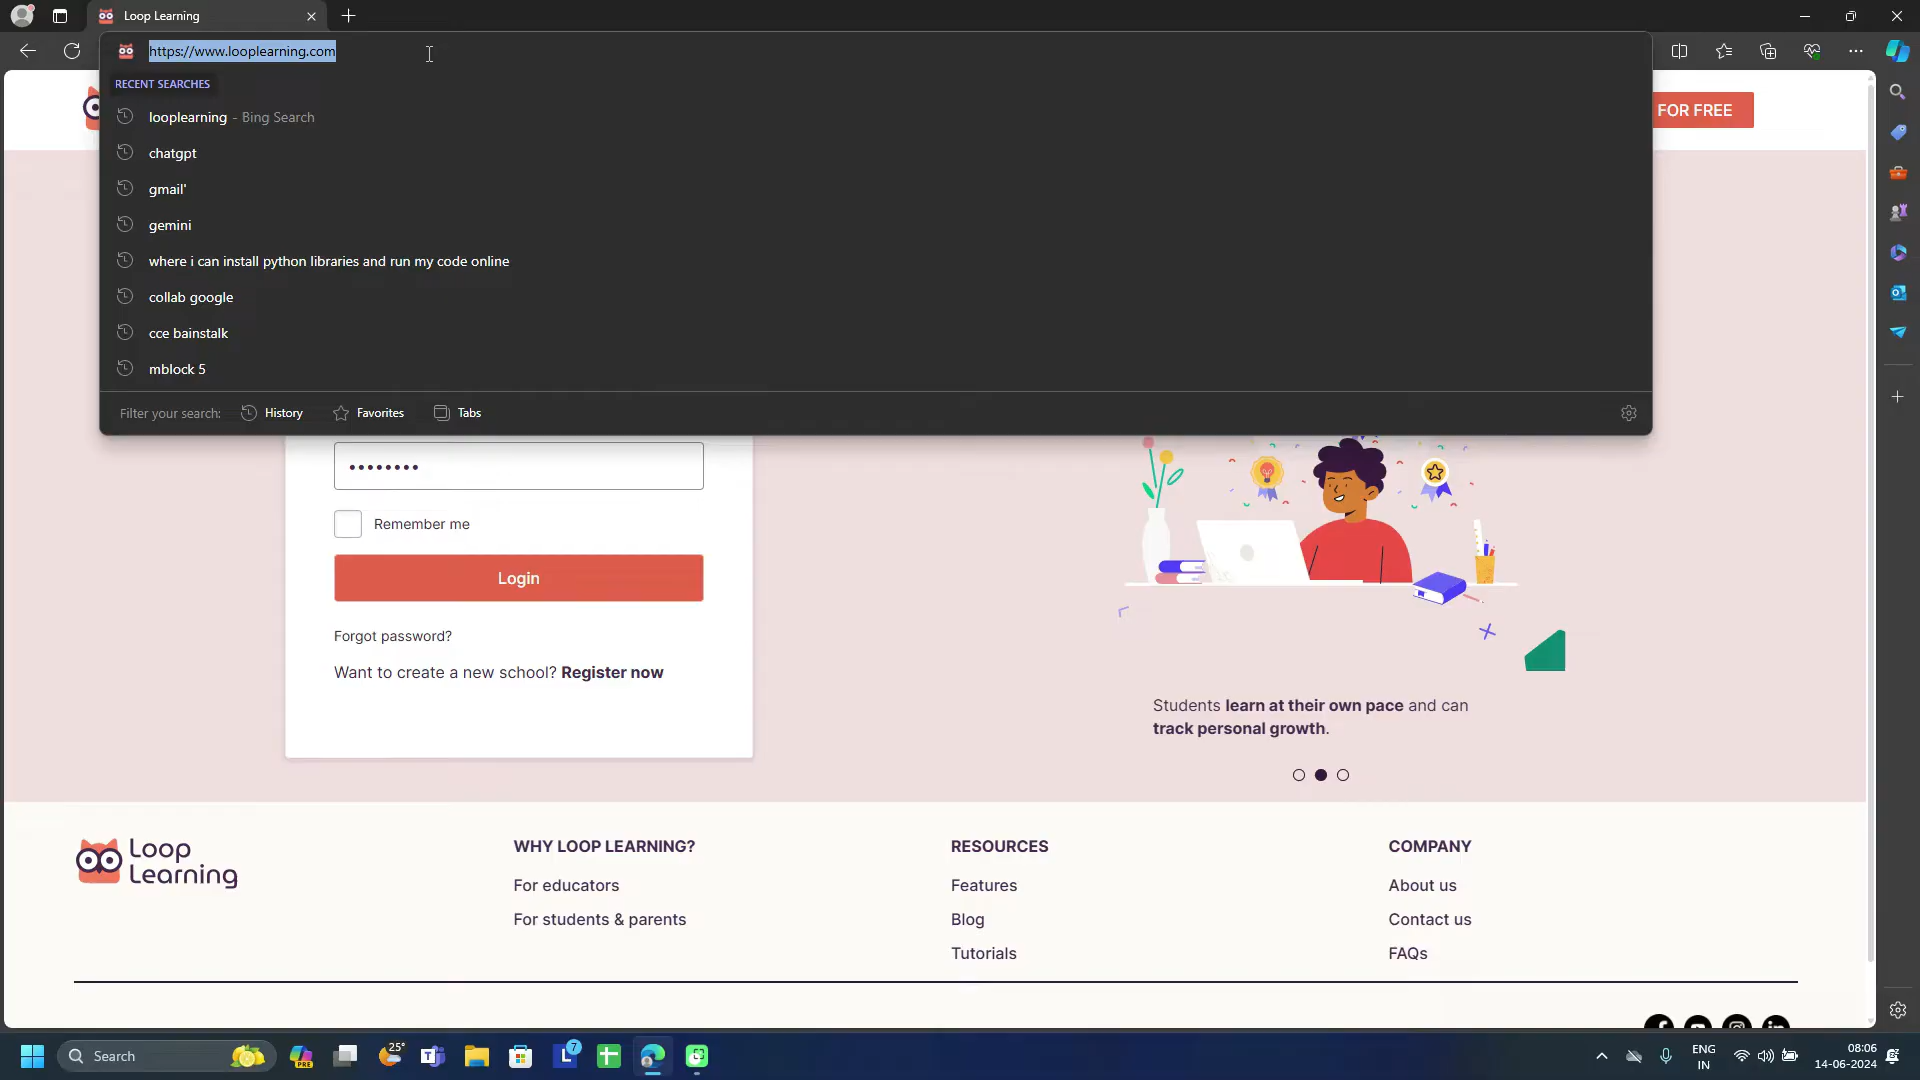 Loop Learning
https://www.looplearning.com
RECENT SEARCHES
looplearning - Bing Search
chatgpt
gmail'
gemini
where i can install python libraries and run my code online
collab google
cce bainstalk
mblock 5
Filter your search:
History
Favorites
Tabs
FOR FREE
••••••••
Remember me
Login
Forgot password?
Want to create a new school? Register now
Students learn at their own pace and can
track personal growth.
Loop
Learning
WHY LOOP LEARNING?
For educators
For students & parents
RESOURCES
Features
Blog
Tutorials
COMPANY
About us
Contact us
FAQs
Search
PRE
25°
7
ENG
IN
08:06
14-06-2024